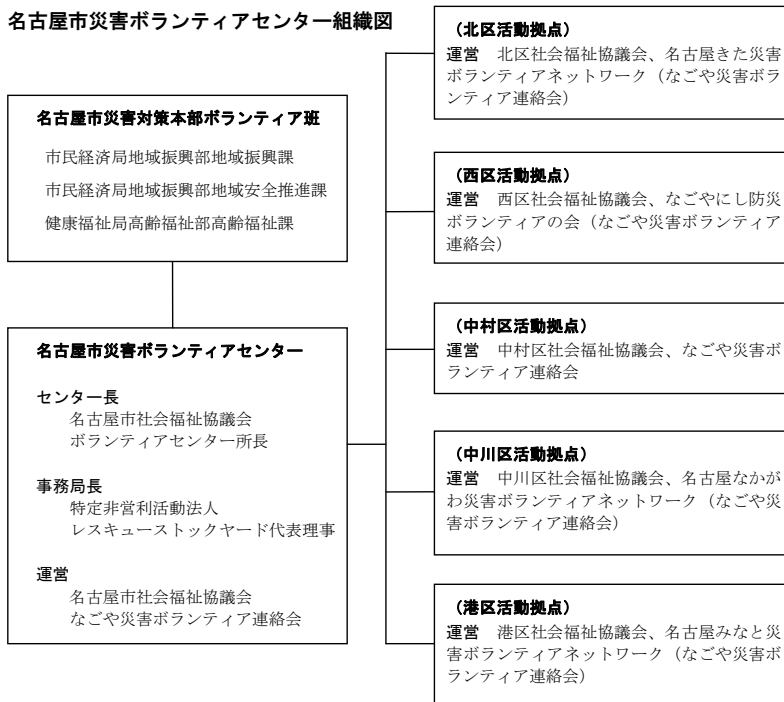 名古屋市災害ボランティアセンター組織図
名古屋市災害対策本部ボランティア班
市民経済局地域振興部地域振興課
市民経済局地域振興部地域安全推進課
健康福祉局高齢福祉部高齢福祉課
名古屋市災害ボランティアセンター
センター長
名古屋市社会福祉協議会
ボランティアセンター所長
事務局長
特定非営利活動法人
レスキューストックヤード代表理事
運営
名古屋市社会福祉協議会
なごや災害ボランティア連絡会
（北区活動拠点）
運営　北区社会福祉協議会、名古屋きた災害
ボランティアネットワーク（なごや災害ボラ
ンティア連絡会）
（西区活動拠点）
運営　西区社会福祉協議会、なごやにし防災
ボランティアの会（なごや災害ボランティア
連絡会）
（中村区活動拠点）
運営　中村区社会福祉協議会、なごや災害ボ
ランティア連絡会
（中川区活動拠点）
運営　中川区社会福祉協議会、名古屋なかが
わ災害ボランティアネットワーク（なごや災
害ボランティア連絡会）
（港区活動拠点）
運営　港区社会福祉協議会、名古屋みなと災
害ボランティアネットワーク（なごや災害ボ
ランティア連絡会）